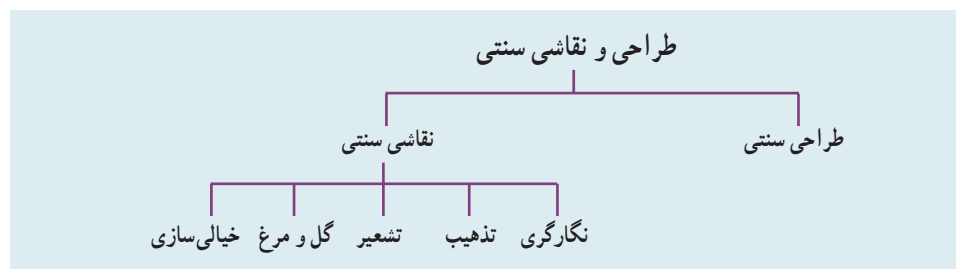 طراحی و نقاشی سنتی
طراحی سنتی نقاشی سنتی
نگارگری تذهیب تشعیر گل و مرغ خیالی‌سازی